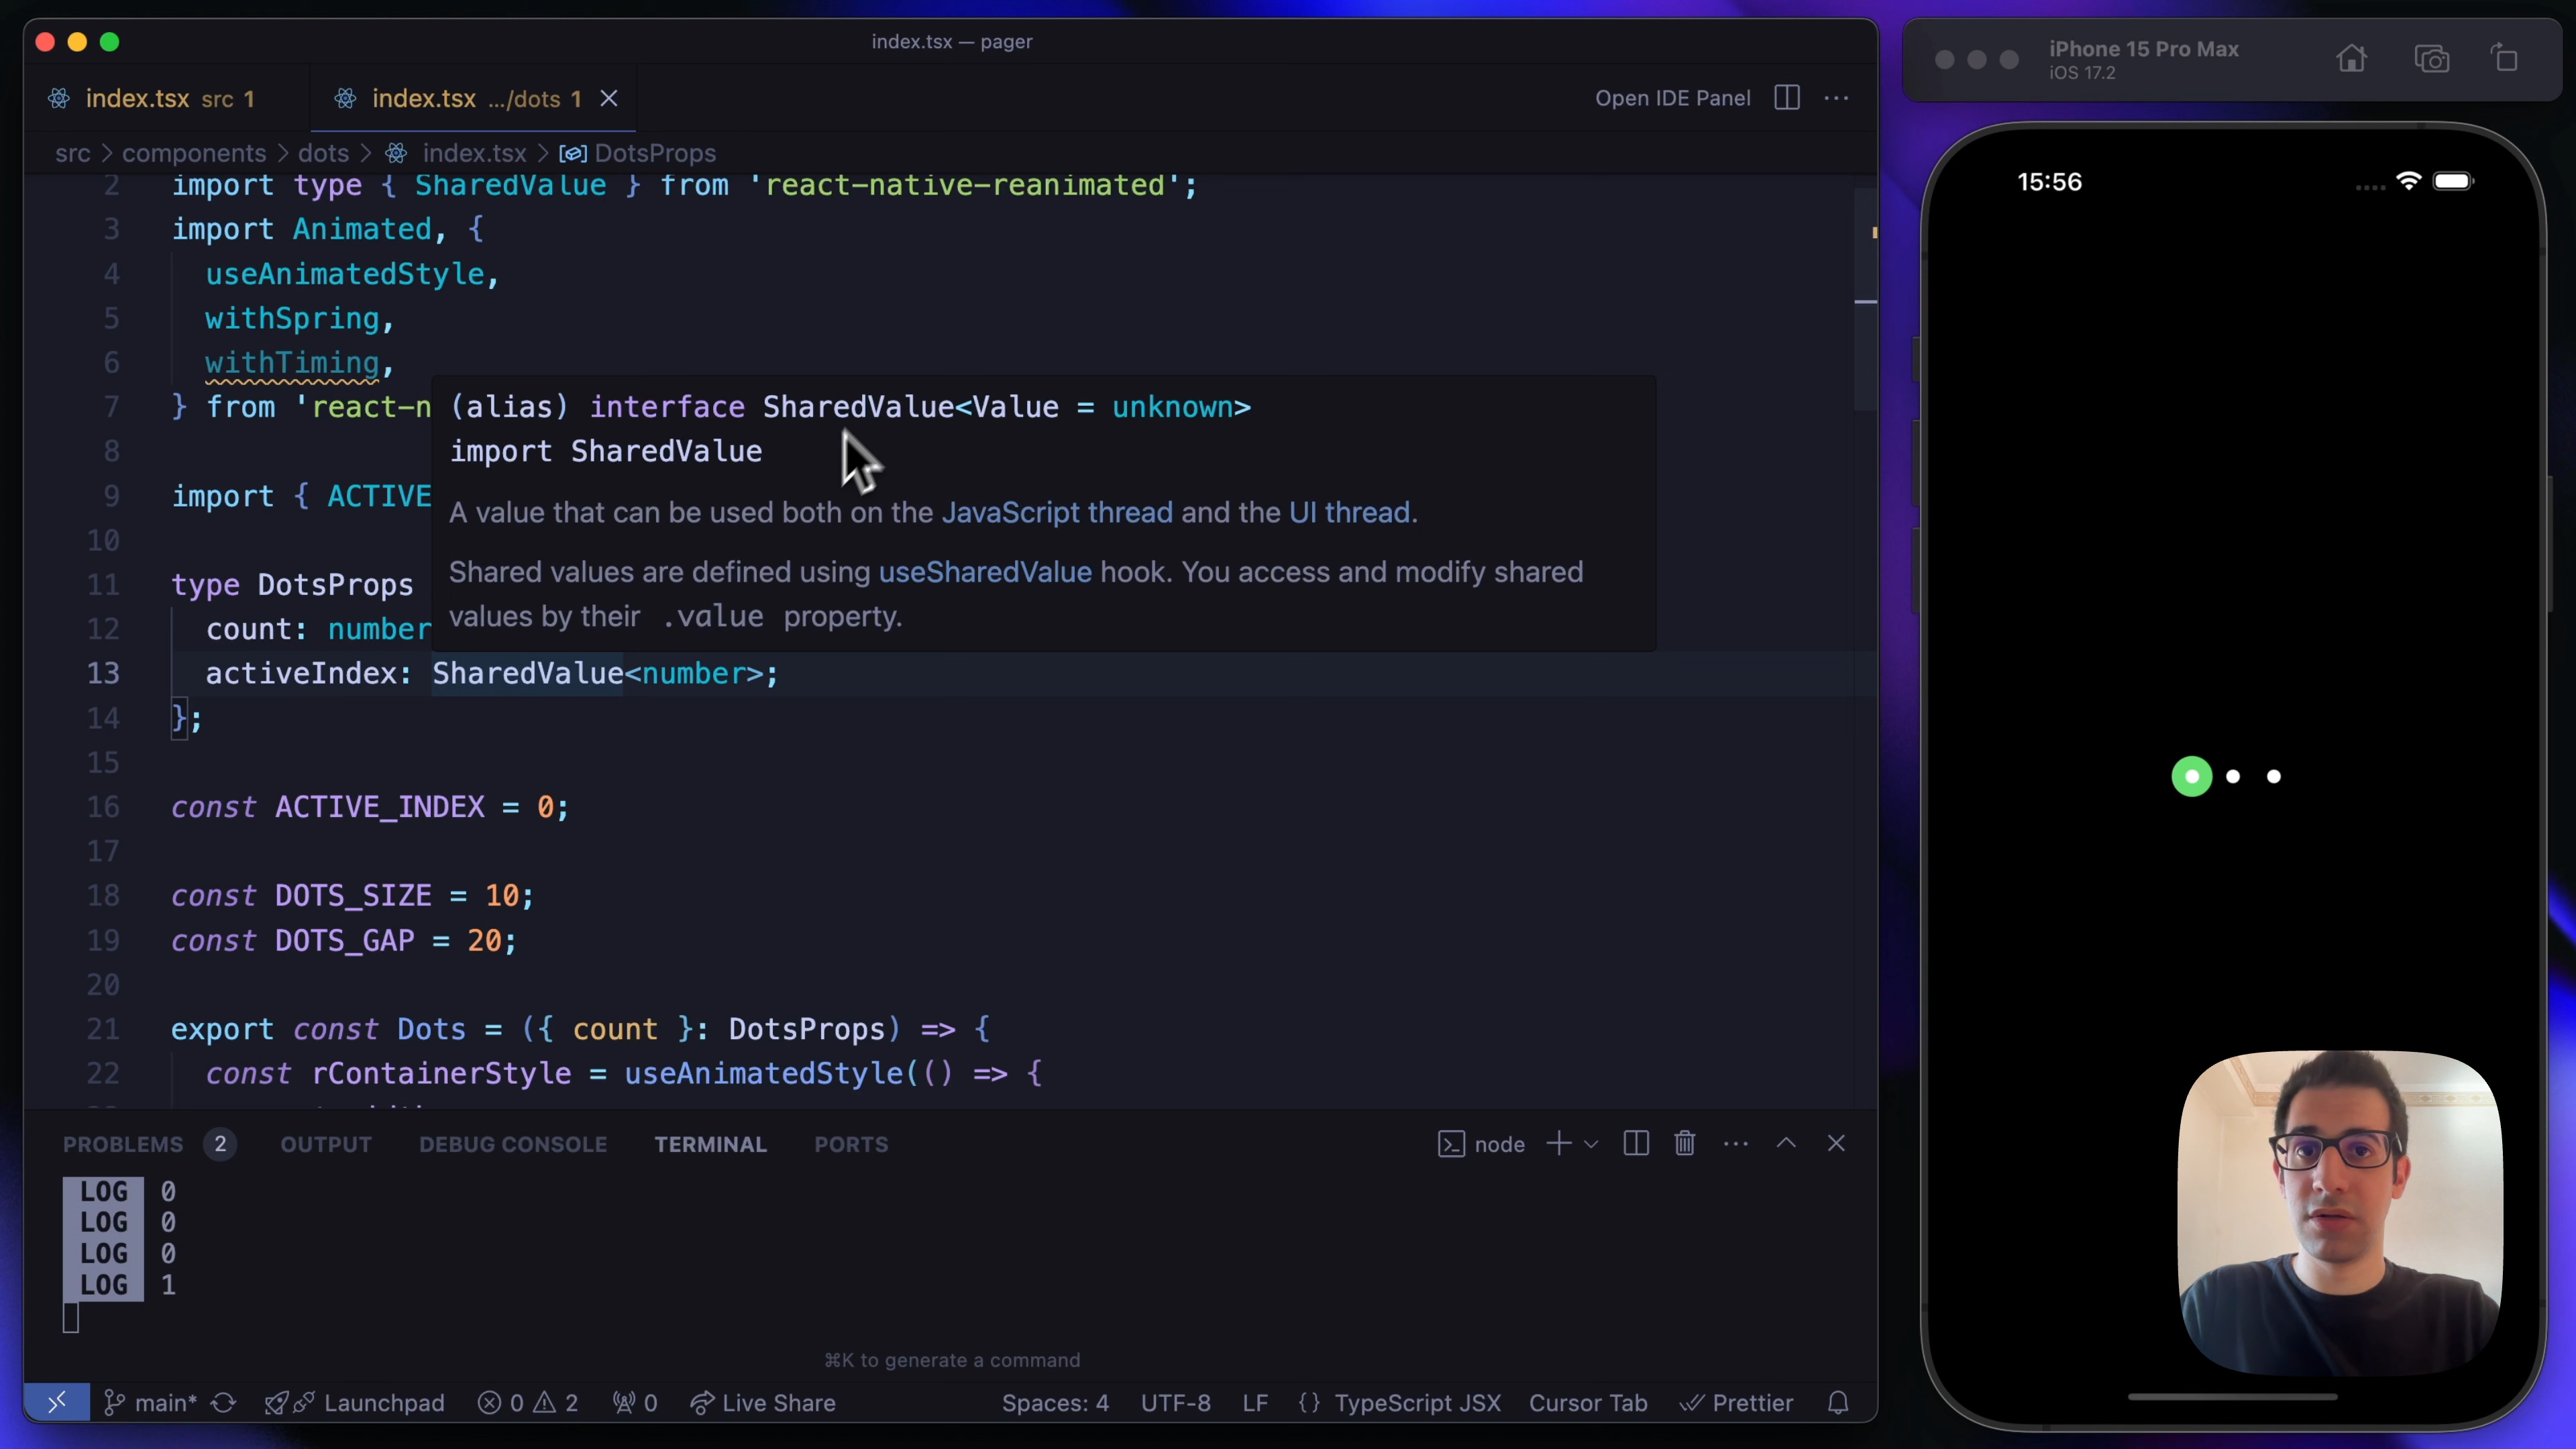 index.tsx — pager
index.tsx src 1
index.tsx .../dots 1
Open IDE Panel
src > components > dots > index.tsx > DotsProps
2 import type { SharedValue } from 'react-native-reanimated';
3 import Animated, {
4 useAnimatedStyle,
5 withSpring,
6 withTiming,
7 } from 'react-n
8
9 import { ACTIVE
10
11 type DotsProps
12 count: number
(alias) interface SharedValue<Value = unknown>
import SharedValue
A value that can be used both on the JavaScript thread and the UI thread.
Shared values are defined using useSharedValue hook. You access and modify shared
values by their .value property.
13 activeIndex: SharedValue<number>;
14 };
15
16 const ACTIVE_INDEX = 0;
17
18 const DOTS_SIZE = 10;
19 const DOTS_GAP = 20;
20
21 export const Dots = ({ count }: DotsProps) => {
22 const rContainerStyle = useAnimatedStyle(() => {
PROBLEMS 2 OUTPUT DEBUG CONSOLE TERMINAL PORTS
node
LOG 0
LOG 0
LOG 0
LOG 1
⌘K to generate a command
main* Launchpad 0 2 0 Live Share
Spaces: 4 UTF-8 LF {} TypeScript JSX Cursor Tab Prettier
iPhone 15 Pro Max
iOS 17.2
15:56